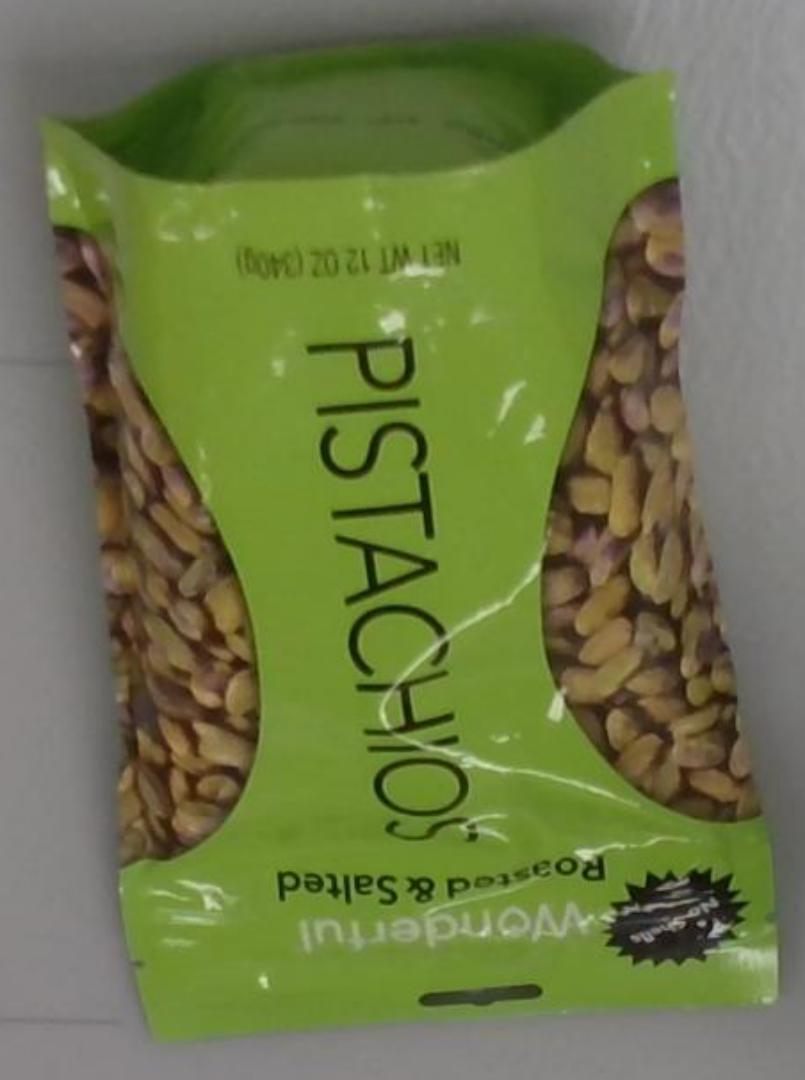 Wonderful
Roasted & Salted
No Shells
PISTACHIOS
NET WT 12 OZ (340g)